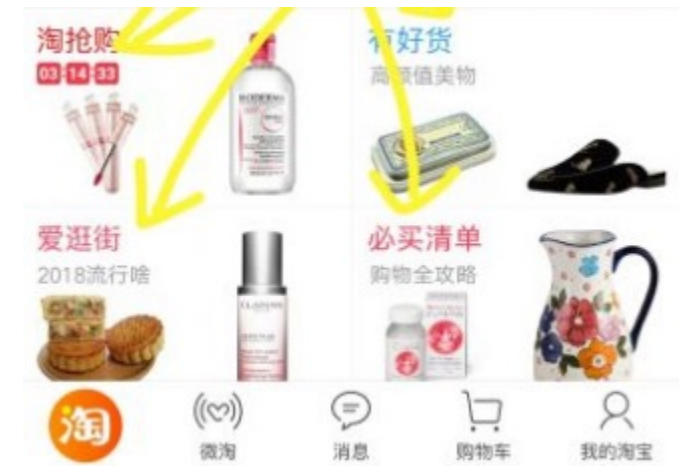 淘抢购
有好货
03:14:33
高颜值美物
BIODERMA
爱逛街
必买清单
2018流行啥
购物全攻略
CLARINS
淘
微淘
消息
购物车
我的淘宝